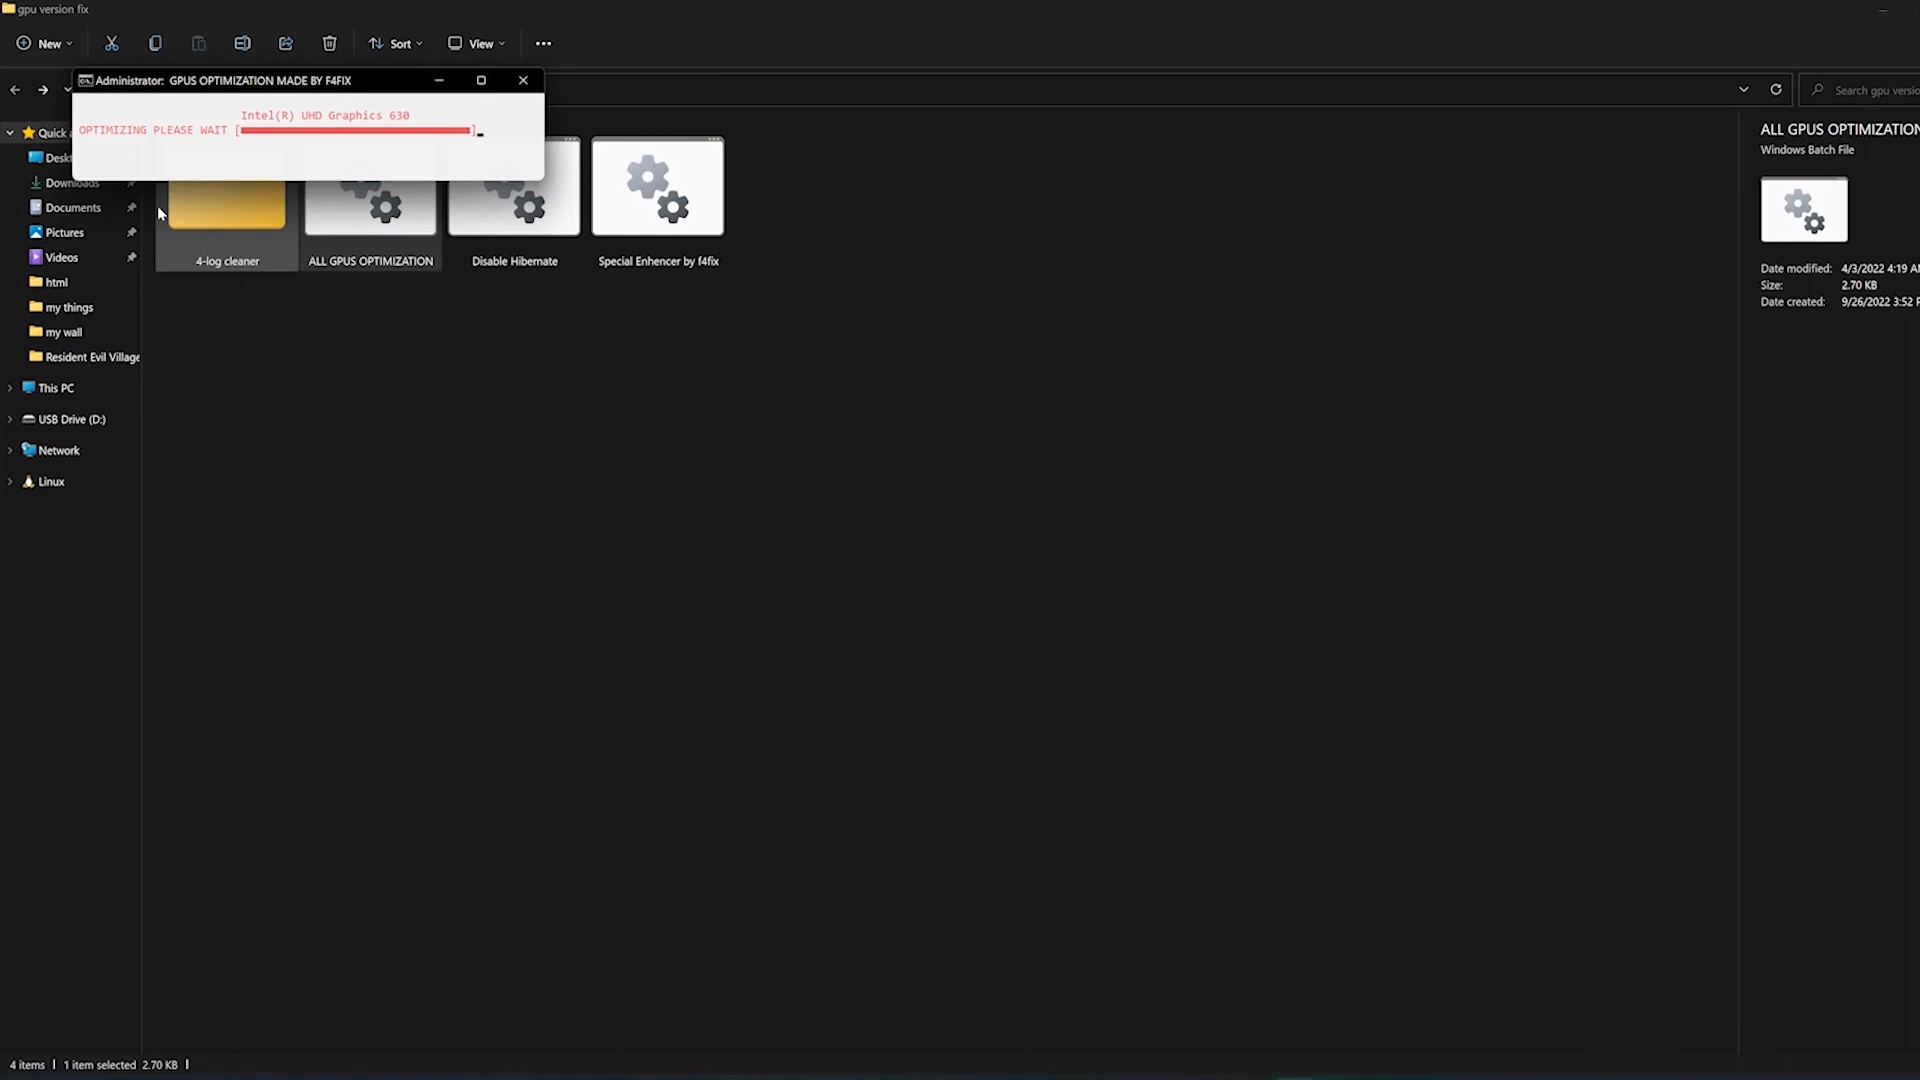 gpu version fix
New
Sort
View
Administrator: GPUS OPTIMIZATION MADE BY F4FIX
Intel(R) UHD Graphics 630
OPTIMIZING PLEASE WAIT [ ]
Search gpu versio
Quick
Deskt
Downloads
Documents
Pictures
Videos
html
my things
my wall
Resident Evil Village
This PC
USB Drive (D:)
Network
Linux
4-log cleaner
ALL GPUS OPTIMIZATION
Disable Hibernate
Special Enhencer by f4fix
ALL GPUS OPTIMIZATION
Windows Batch File
Date modified: 4/3/2022 4:19 AM
Size: 2.70 KB
Date created: 9/26/2022 3:52 P
4 items
1 item selected 2.70 KB